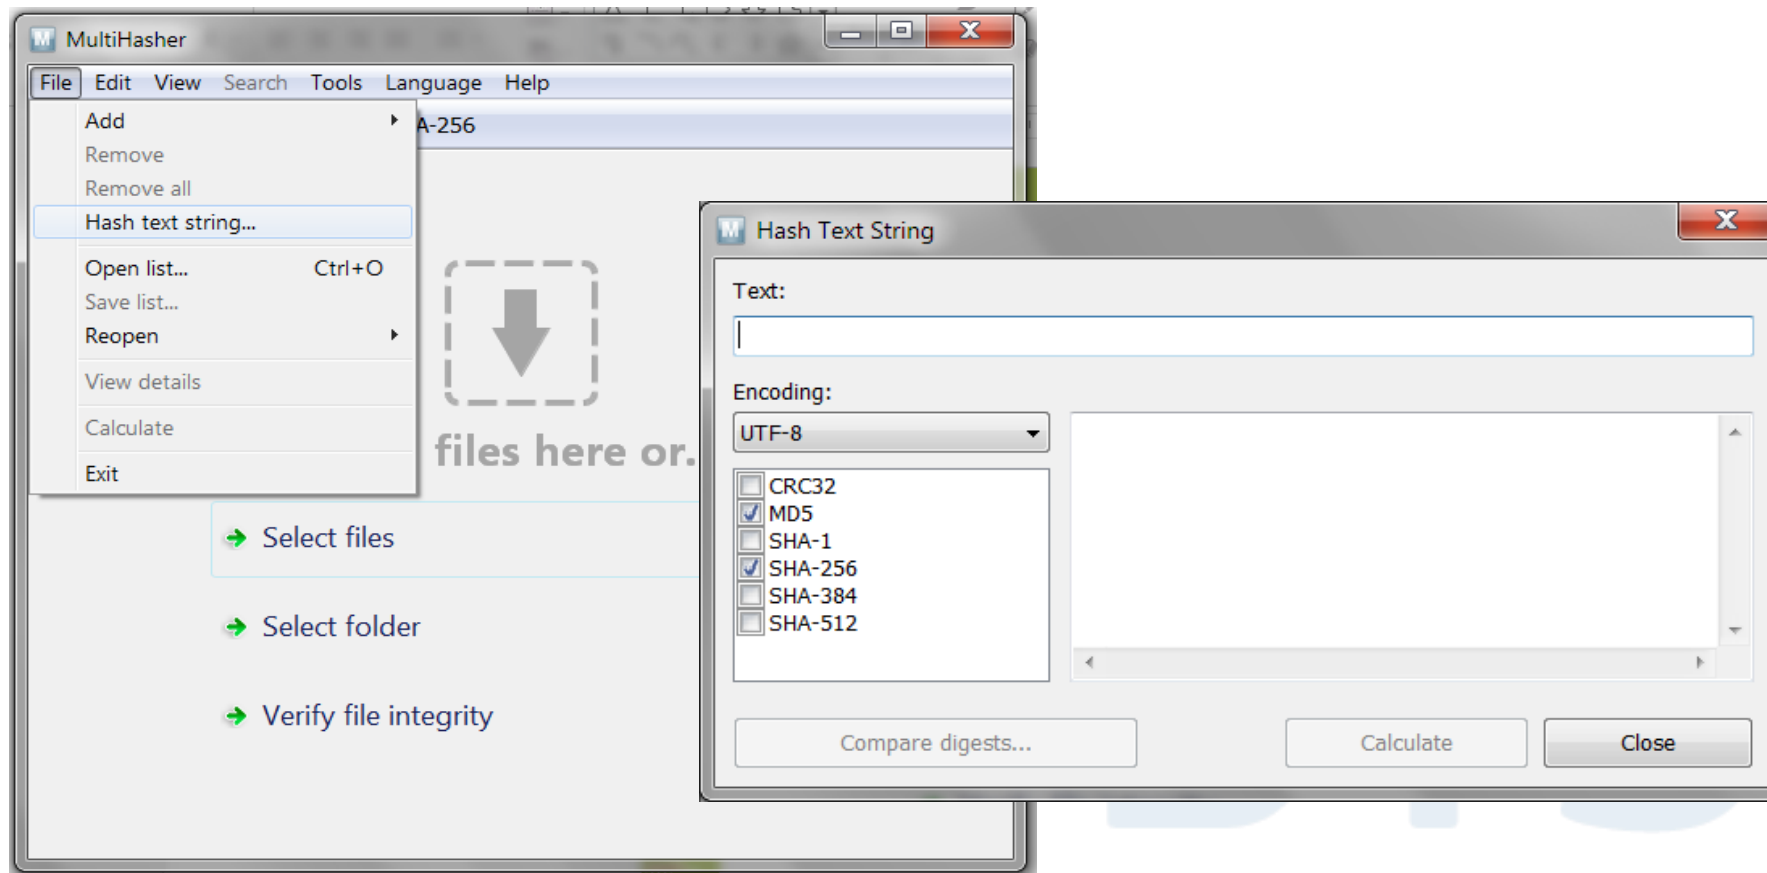 MultiHasher
File Edit View Search Tools Language Help
A-256
Add
Remove
Remove all
Hash text string...
Open list... Ctrl+O
Save list...
Reopen
View details
Calculate
Exit
files here or.
Select files
Select folder
Verify file integrity
Hash Text String
Text:
Encoding:
UTF-8
CRC32
MD5
SHA-1
SHA-256
SHA-384
SHA-512
Compare digests... Calculate Close